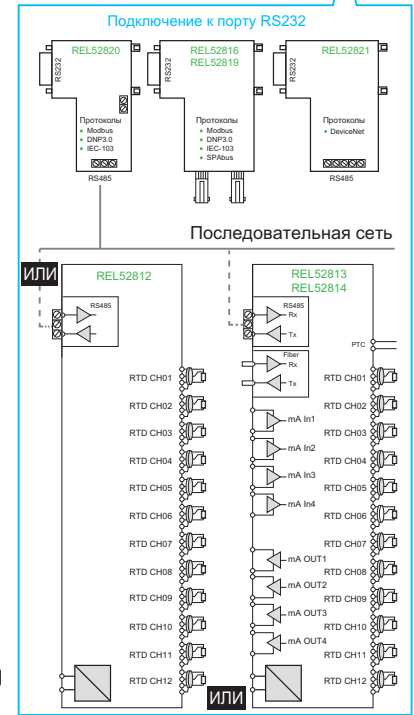 Подключение к порту RS232
REL52820
RS232
Протоколы
• Modbus
• DNP3.0
• IEC-103
RS485
REL52816
REL52819
RS232
Протоколы
• Modbus
• DNP3.0
• IEC-103
• SPAbus
REL52821
RS232
Протоколы
• DeviceNet
RS485
Последовательная сеть
ИЛИ
REL52812
RS485
RTD CH01
RTD CH02
RTD CH03
RTD CH04
RTD CH05
RTD CH06
RTD CH07
RTD CH08
RTD CH09
RTD CH10
RTD CH11
RTD CH12
ИЛИ
REL52813
REL52814
RS485
Rx
Tx
Fiber
Rx
Tx
mA In1
mA In2
mA In3
mA In4
mA OUT1
mA OUT2
mA OUT3
mA OUT4
PTC
RTD CH01
RTD CH02
RTD CH03
RTD CH04
RTD CH05
RTD CH06
RTD CH07
RTD CH08
RTD CH09
RTD CH10
RTD CH11
RTD CH12